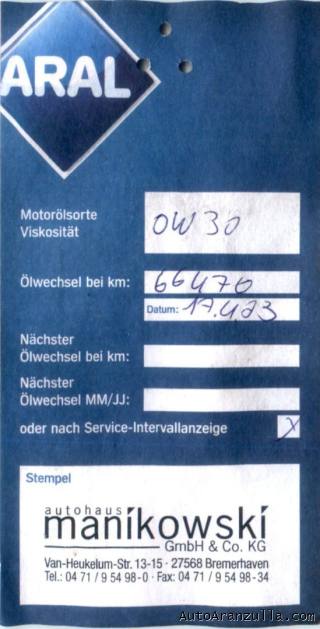 ARAL
Motorölsorte
Viskosität
OW 30
Ölwechsel bei km: 66470
Datum: 17.4.23
Nächster
Ölwechsel bei km:
Nächster
Ölwechsel MM/JJ:
oder nach Service-Intervallanzeige X
Stempel
autohaus
manikowski
GmbH & Co. KG
Van-Heukelum-Str. 13-15 · 27568 Bremerhaven
Tel.: 04 71 / 9 54 98-0 · Fax: 04 71 / 9 54 98-34
AutoAranzulla.com